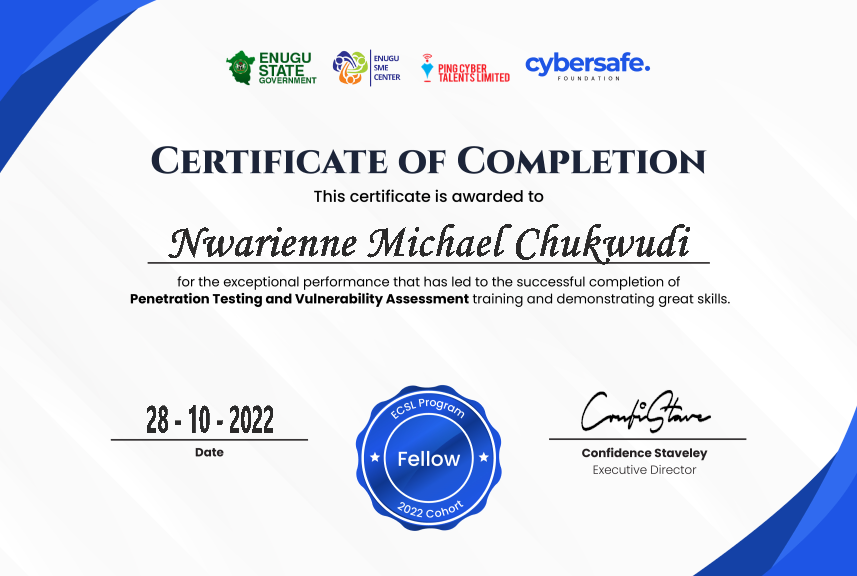 ENUGU
STATE
GOVERNMENT
ENUGU
SME
CENTER
PING CYBER
TALENTS LIMITED
cybersafe.
FOUNDATION
CERTIFICATE OF COMPLETION
This certificate is awarded to
Nwarienne Michael Chukwudi
for the exceptional performance that has led to the successful completion of
Penetration Testing and Vulnerability Assessment training and demonstrating great skills.
28 - 10 - 2022
Date
ECSL Program
Fellow
2022 Cohort
Confidence Staveley
Executive Director